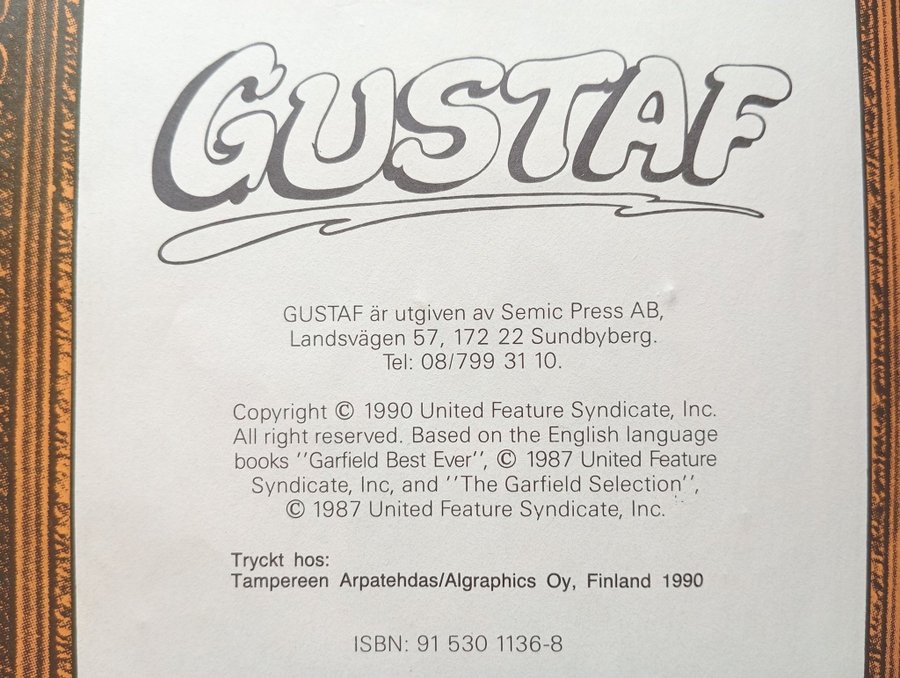 GUSTAF
GUSTAF är utgiven av Semic Press AB,
Landsvägen 57, 172 22 Sundbyberg.
Tel: 08/799 31 10.
Copyright © 1990 United Feature Syndicate, Inc.
All right reserved. Based on the English language
books ''Garfield Best Ever'', © 1987 United Feature
Syndicate, Inc, and ''The Garfield Selection'',
© 1987 United Feature Syndicate, Inc.
Tryckt hos:
Tampereen Arpatehdas/Algraphics Oy, Finland 1990
ISBN: 91 530 1136-8